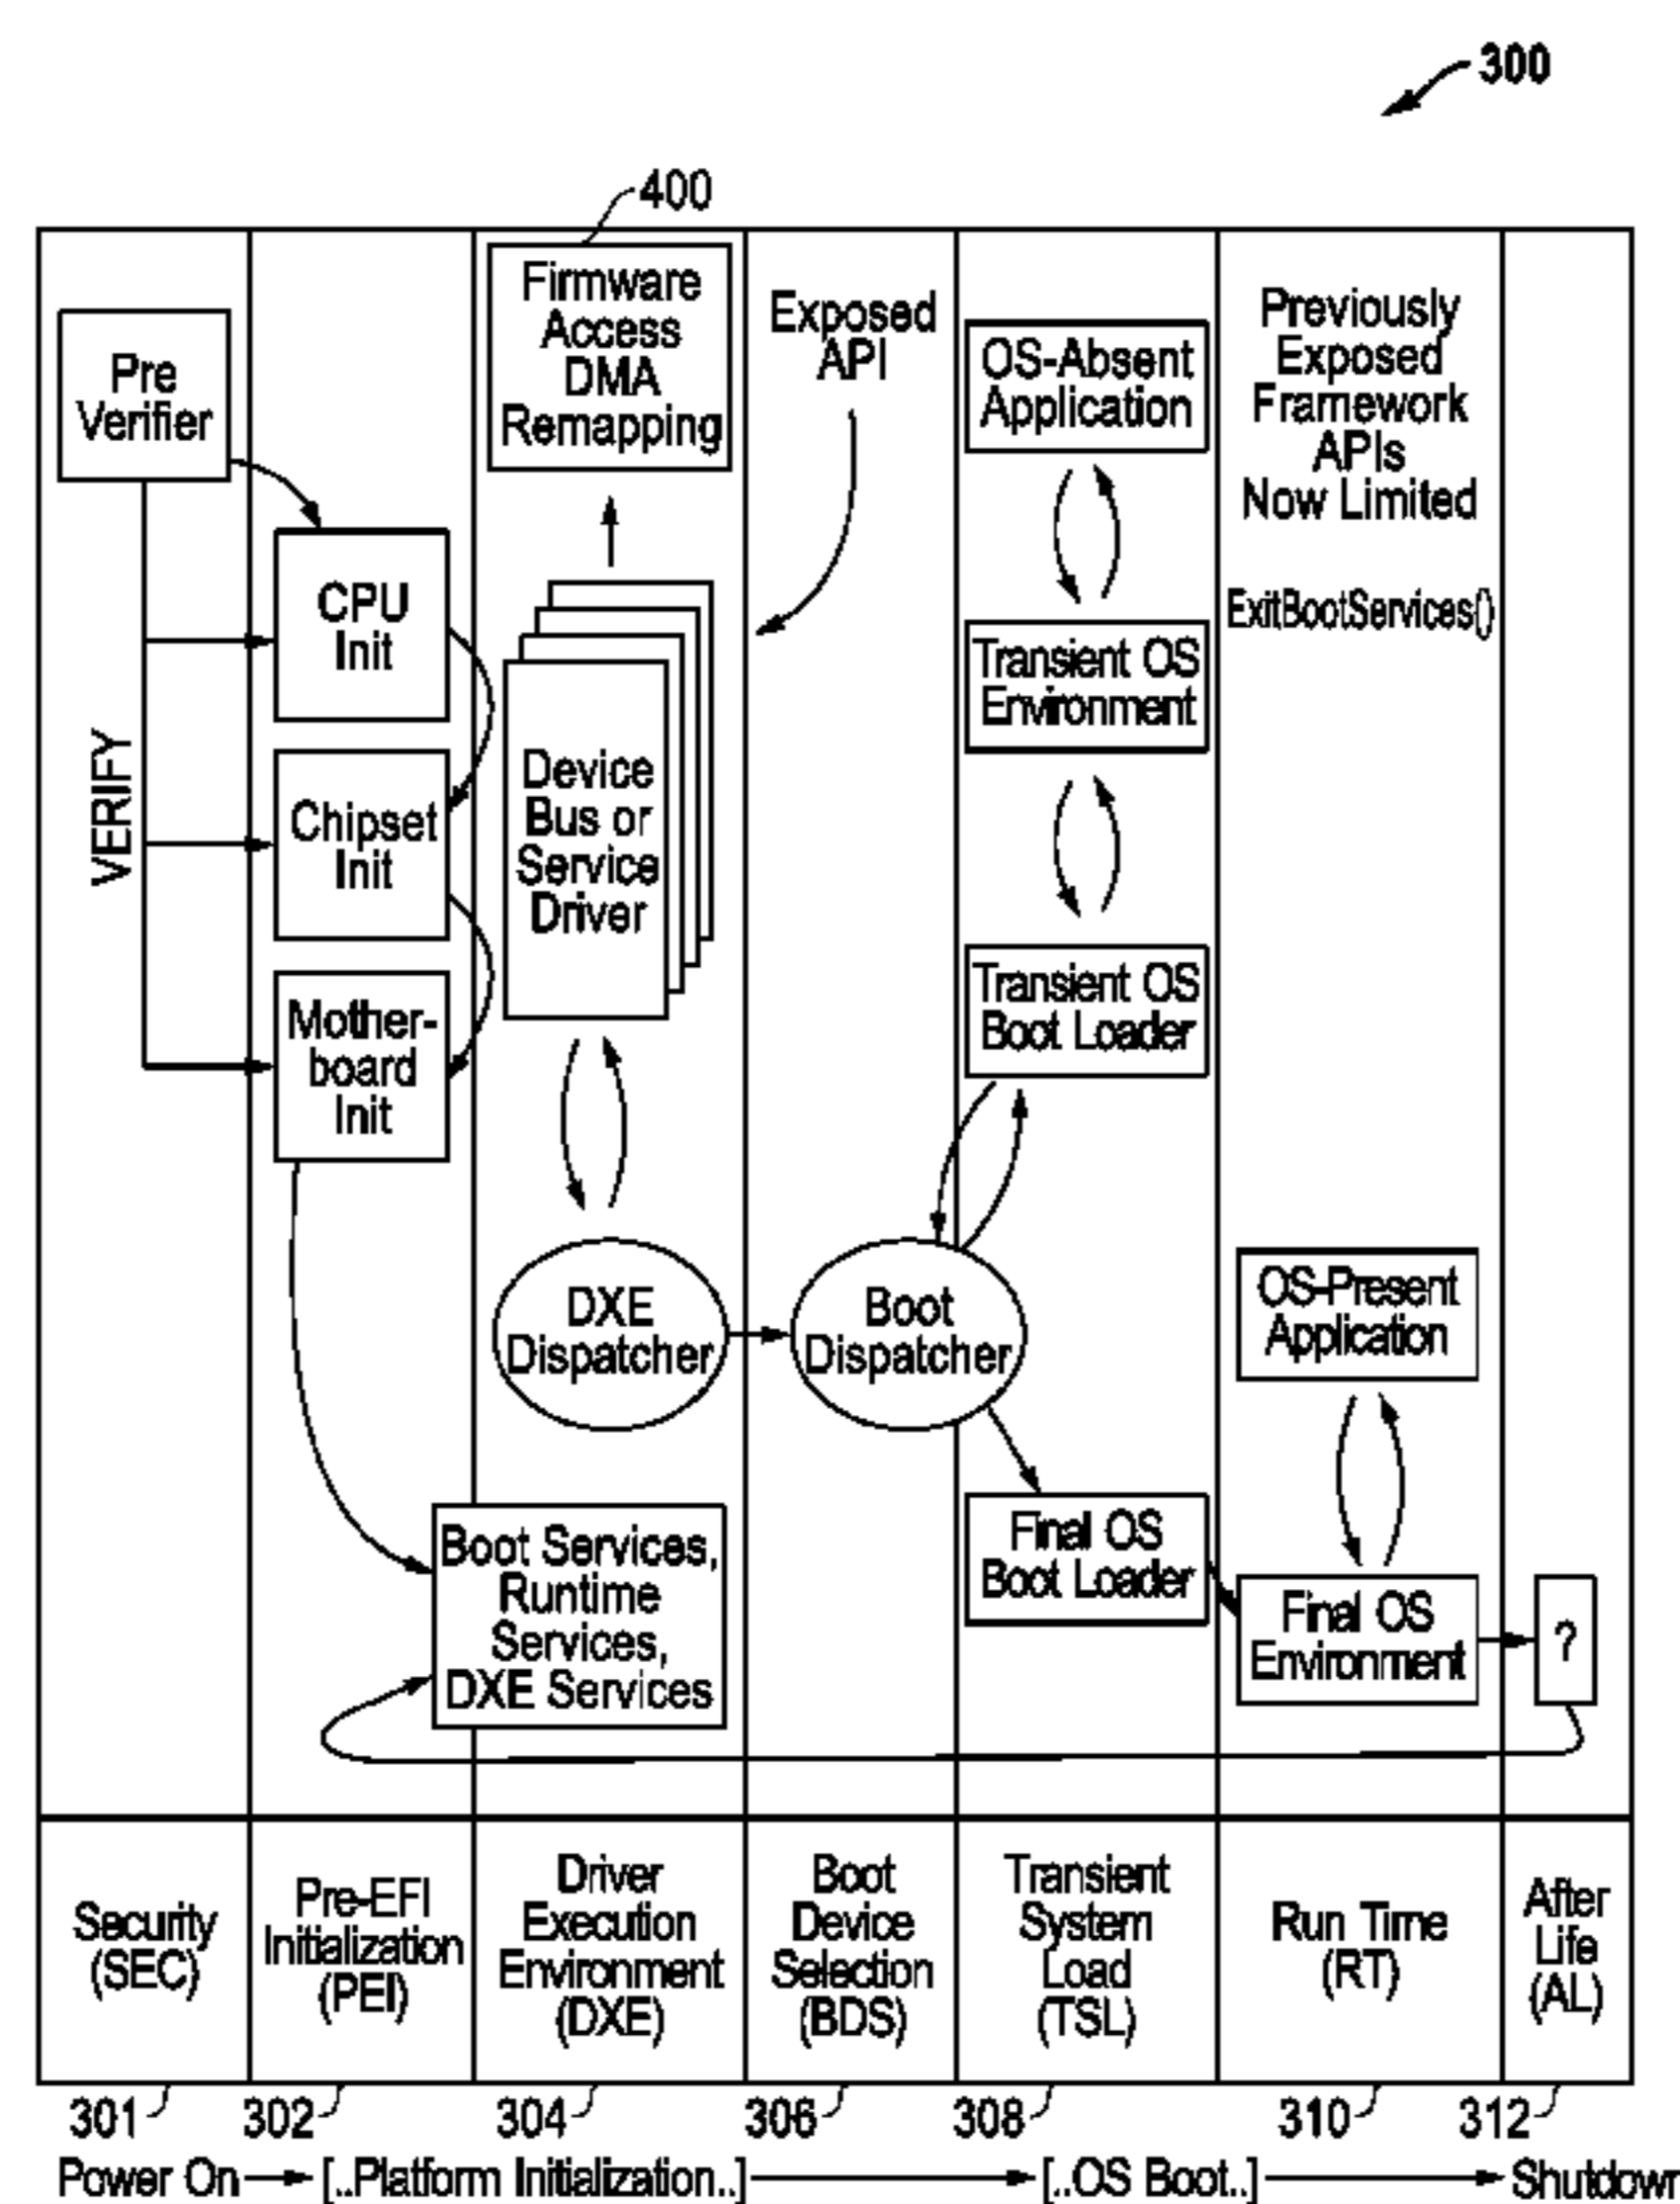 300
400
Pre
Verifier
VERIFY
CPU
Init
Chipset
Init
Mother-
board
Init
Firmware
Access
DMA
Remapping
Device
Bus or
Service
Driver
DXE
Dispatcher
Boot Services,
Runtime
Services,
DXE Services
Exposed
API
Boot
Dispatcher
OS-Absent
Application
Transient OS
Environment
Transient OS
Boot Loader
Final OS
Boot Loader
Previously
Exposed
Framework
APIs
Now Limited
ExitBootServices()
OS-Present
Application
Final OS
Environment
?
Security
(SEC)
Pre-EFI
Initialization
(PEI)
Driver
Execution
Environment
(DXE)
Boot
Device
Selection
(BDS)
Transient
System
Load
(TSL)
Run Time
(RT)
After
Life
(AL)
301 302 304 306 308 310 312
Power On [..Platform Initialization..] [..OS Boot..] Shutdown